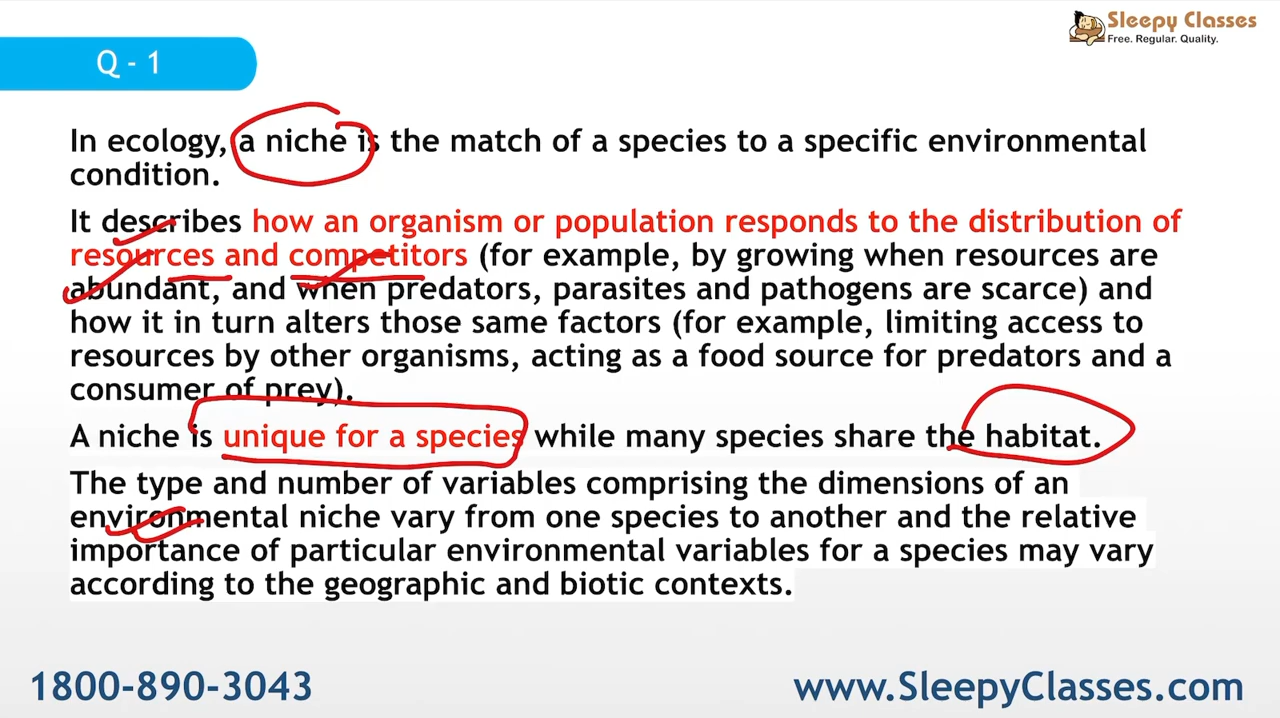 Sleepy Classes
Free. Regular. Quality.
Q - 1
In ecology, a niche is the match of a species to a specific environmental
condition.
It describes how an organism or population responds to the distribution of
resources and competitors (for example, by growing when resources are
abundant, and when predators, parasites and pathogens are scarce) and
how it in turn alters those same factors (for example, limiting access to
resources by other organisms, acting as a food source for predators and a
consumer of prey).
A niche is unique for a species while many species share the habitat.
The type and number of variables comprising the dimensions of an
environmental niche vary from one species to another and the relative
importance of particular environmental variables for a species may vary
according to the geographic and biotic contexts.
1800-890-3043
www.SleepyClasses.com